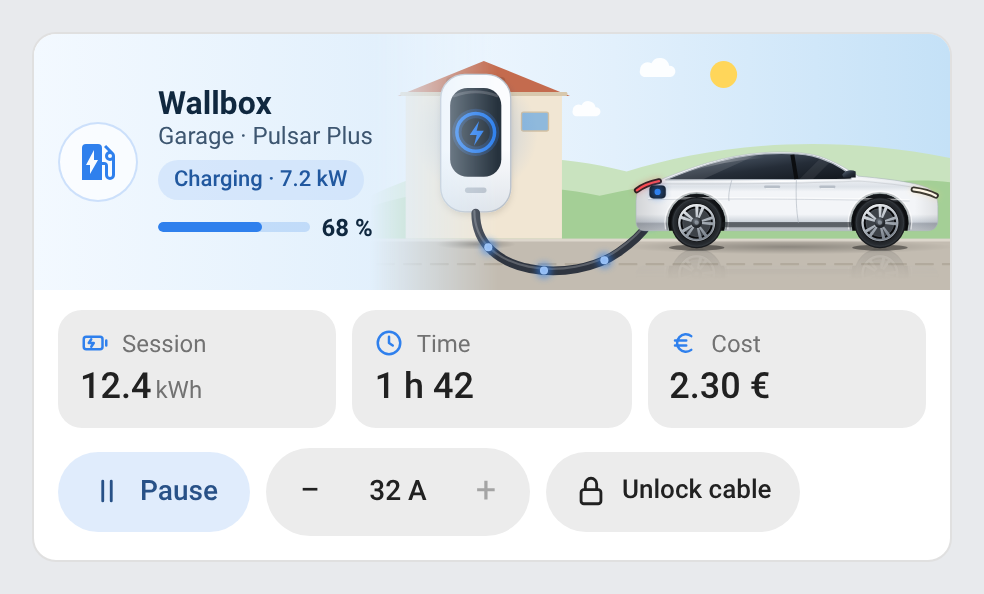 Wallbox
Garage · Pulsar Plus
Charging · 7.2 kW
68 %
Session
12.4 kWh
Time
1 h 42
Cost
2.30 €
Pause
− 32 A +
Unlock cable